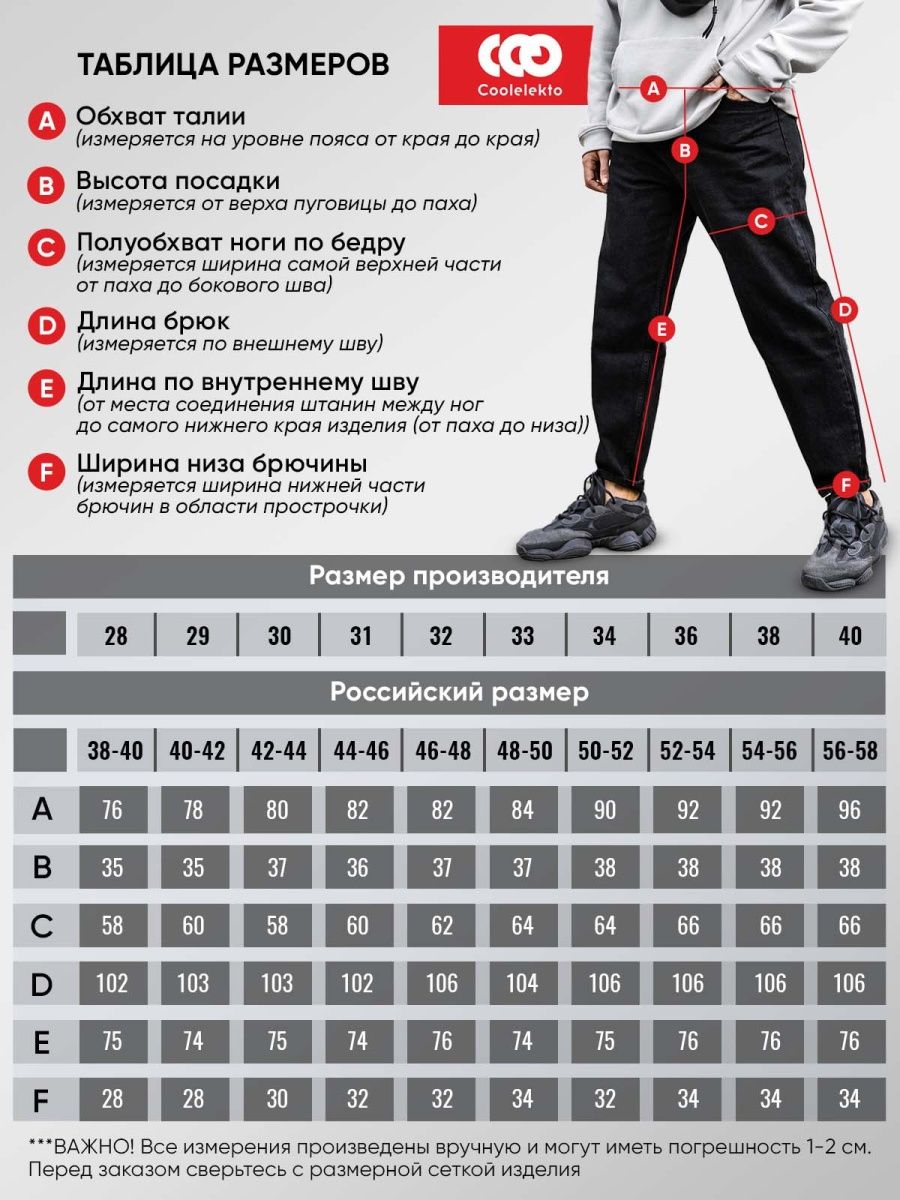 ТАБЛИЦА РАЗМЕРОВ
Coolelekto
A Обхват талии
(измеряется на уровне пояса от края до края)
B Высота посадки
(измеряется от верха пуговицы до паха)
C Полуобхват ноги по бедру
(измеряется ширина самой верхней части
от паха до бокового шва)
D Длина брюк
(измеряется по внешнему шву)
E Длина по внутреннему шву
(от места соединения штанин между ног
до самого нижнего края изделия (от паха до низа))
F Ширина низа брючины
(измеряется ширина нижней части
брючин в области прострочки)
A
B
C
D
E
F
Размер производителя
28 29 30 31 32 33 34 36 38 40
Российский размер
38-40 40-42 42-44 44-46 46-48 48-50 50-52 52-54 54-56 56-58
A 76 78 80 82 82 84 90 92 92 96
B 35 35 37 36 37 37 38 38 38 38
C 58 60 58 60 62 64 64 66 66 66
D 102 103 103 102 106 104 106 106 106 106
E 75 74 75 74 76 74 75 76 76 76
F 28 28 30 32 32 34 32 34 34 34
***ВАЖНО! Все измерения произведены вручную и могут иметь погрешность 1-2 см.
Перед заказом сверьтесь с размерной сеткой изделия